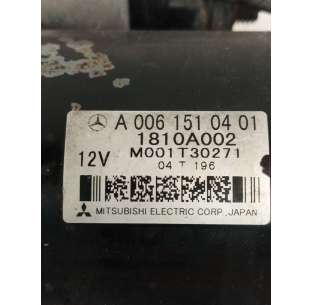 A 006 151 04 01
1810A002
12V M001T30271
04 T 196
MITSUBISHI ELECTRIC CORP., JAPAN